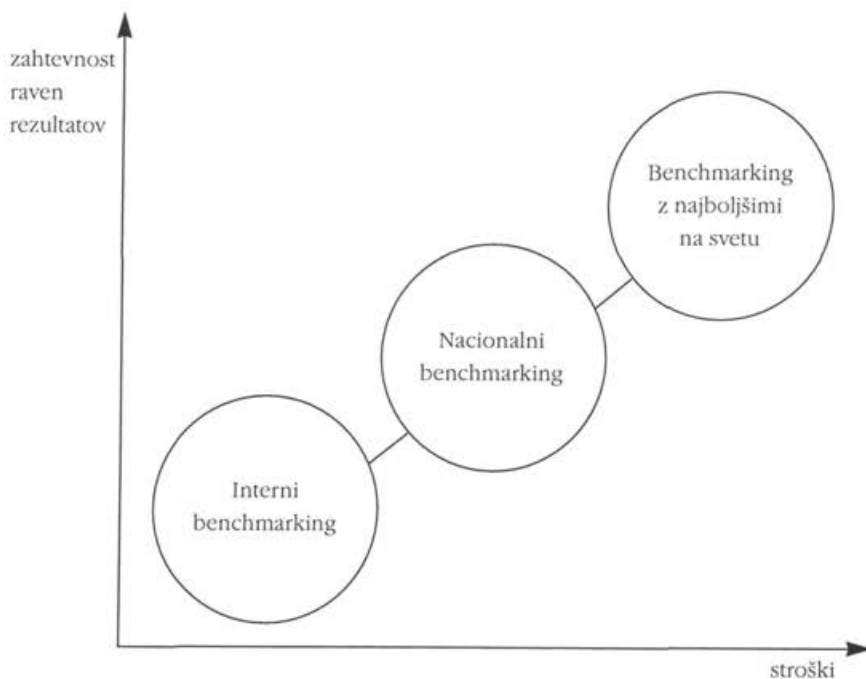 zahtevnost
raven
rezultatov
Benchmarking
z najboljšimi
na svetu
Nacionalni
benchmarking
Interni
benchmarking
stroški